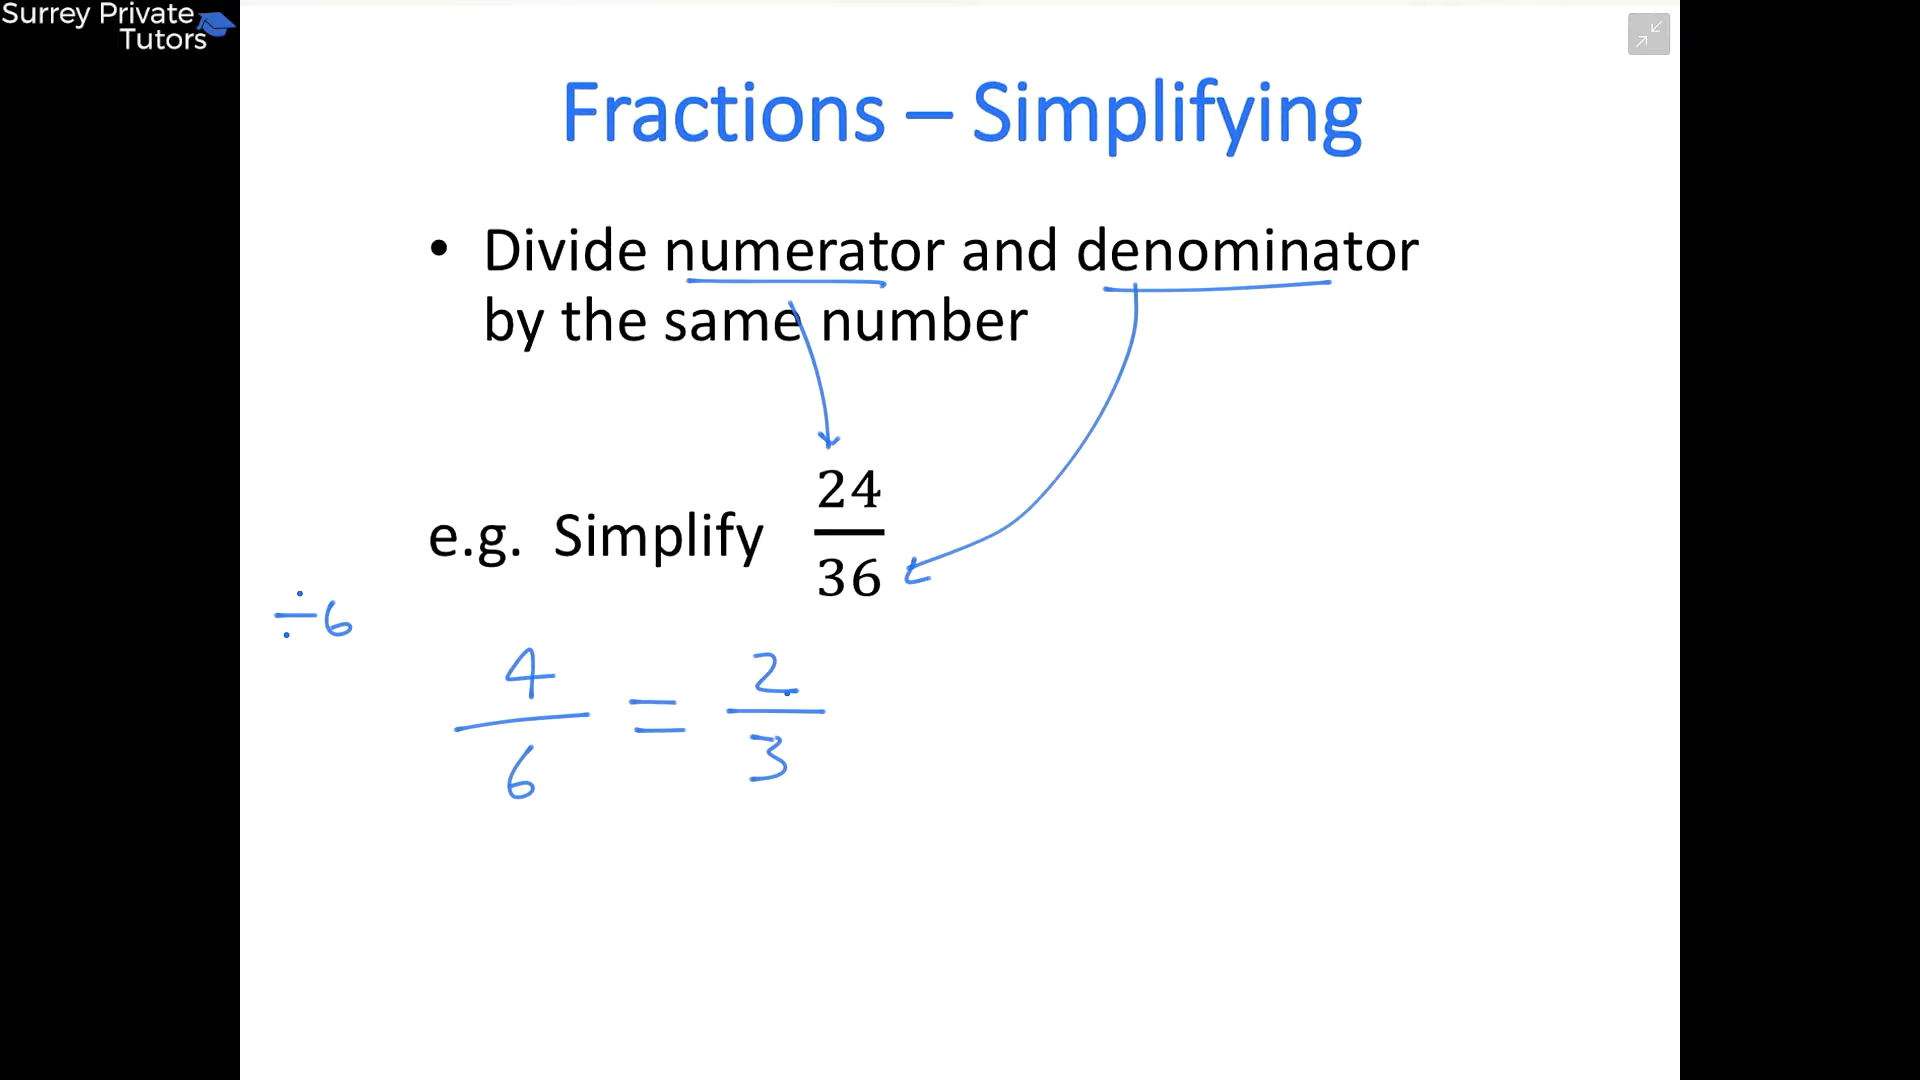 Surrey Private
Tutors
Fractions – Simplifying
• Divide numerator and denominator
by the same number
e.g. Simplify 24/36
÷6
4/6 = 2/3